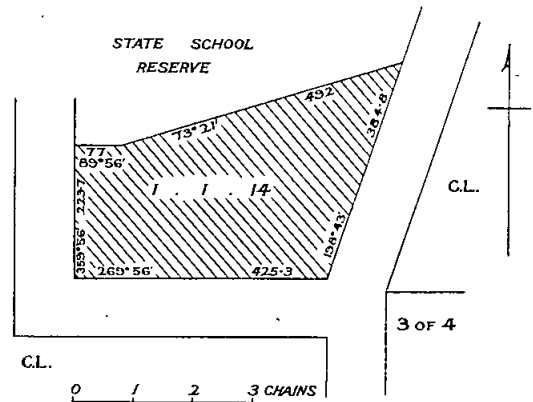 STATE SCHOOL
RESERVE
492
73° 21'
384·8
77
89° 56'
1 . 1 . 14
C.L.
223·7
359° 56'
198° 43'
269° 56'
425·3
3 OF 4
C.L.
0 1 2 3 CHAINS